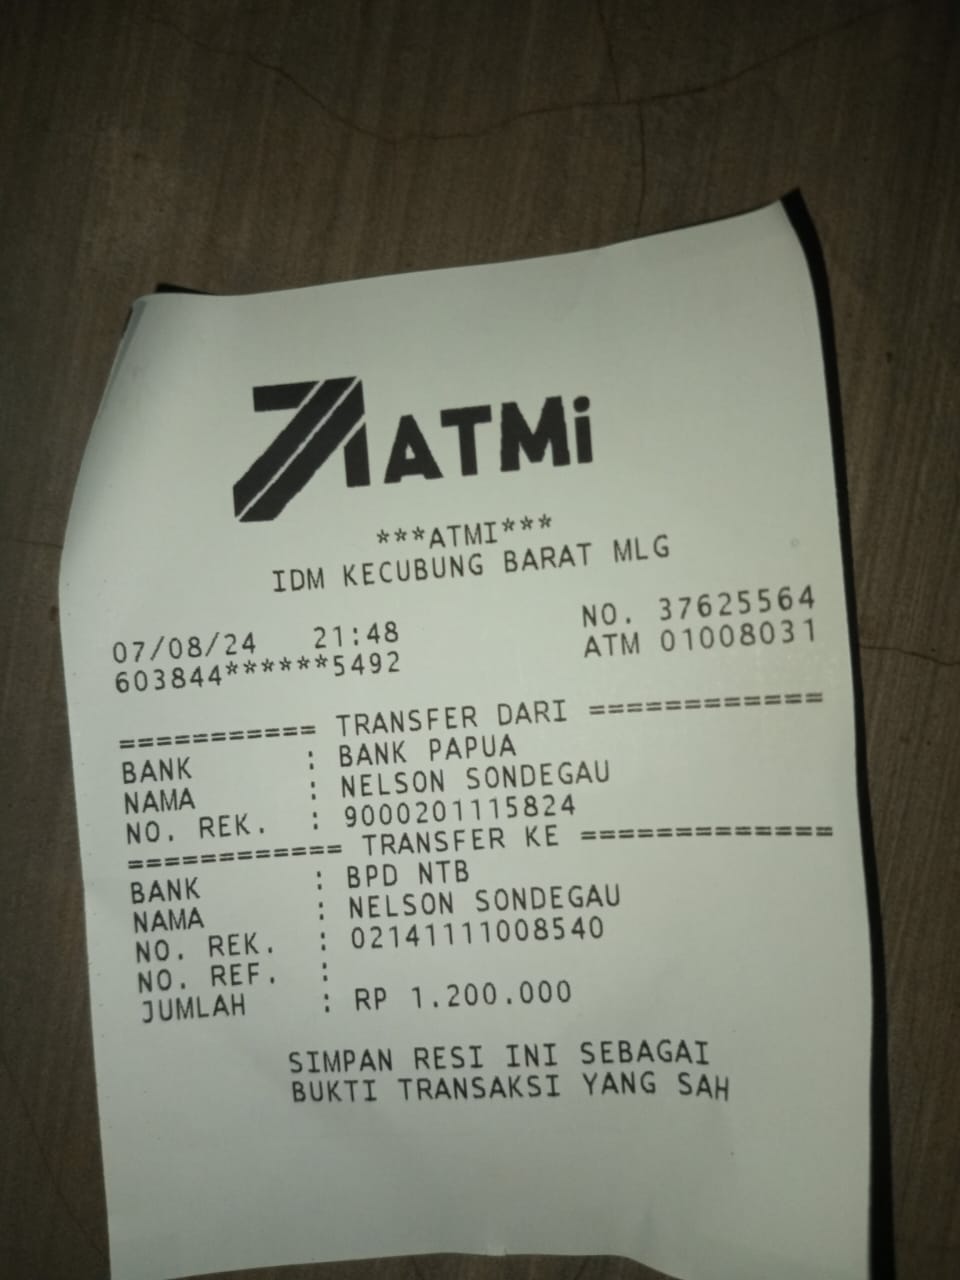 ATMi
***ATMI***
IDM KECUBUNG BARAT MLG
07/08/24 21:48 NO. 37625564
603844******5492 ATM 01008031
=========== TRANSFER DARI ============
BANK : BANK PAPUA
NAMA : NELSON SONDEGAU
NO. REK. : 9000201115824
============ TRANSFER KE =============
BANK : BPD NTB
NAMA : NELSON SONDEGAU
NO. REK. : 02141111008540
NO. REF. :
JUMLAH : RP 1.200.000
SIMPAN RESI INI SEBAGAI
BUKTI TRANSAKSI YANG SAH